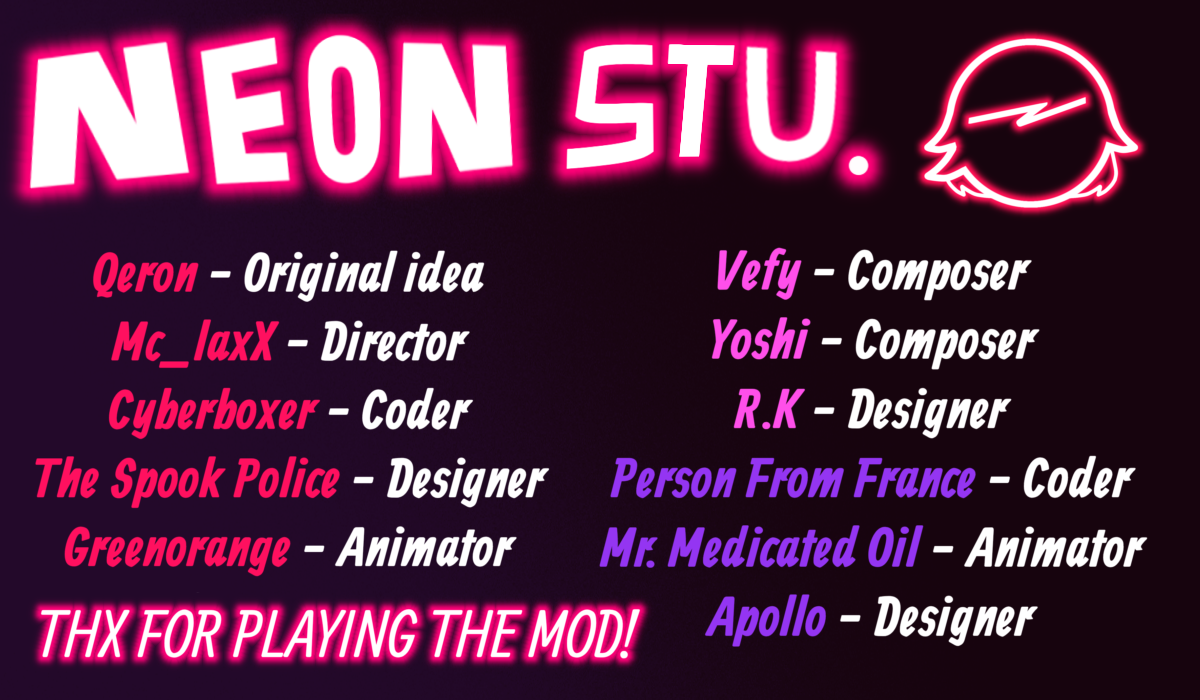 NEON STU.
Qeron – Original idea
Mc_laxX – Director
Cyberboxer – Coder
The Spook Police – Designer
Greenorange – Animator
THX FOR PLAYING THE MOD!
Vefy – Composer
Yoshi – Composer
R.K – Designer
Person From France – Coder
Mr. Medicated Oil – Animator
Apollo – Designer